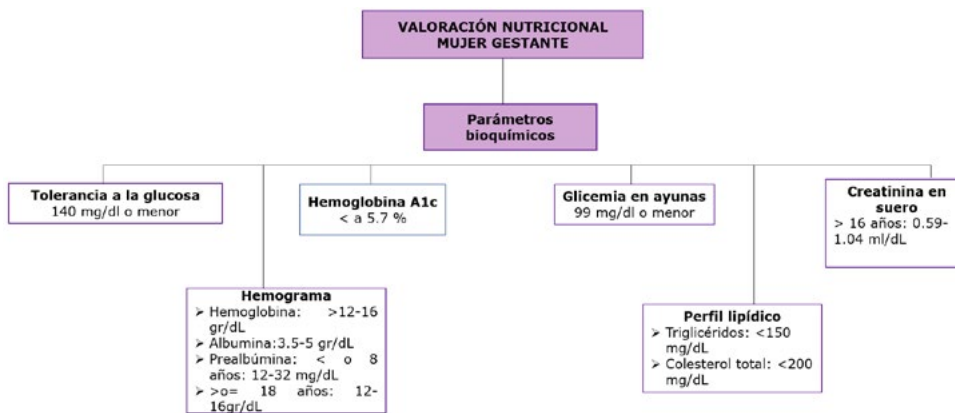 VALORACIÓN NUTRICIONAL
MUJER GESTANTE
Parámetros
bioquímicos
Tolerancia a la glucosa
140 mg/dl o menor
Hemoglobina A1c
< a 5.7 %
Glicemia en ayunas
99 mg/dl o menor
Creatinina en
suero
> 16 años: 0.59-
1.04 ml/dL
Hemograma
➢ Hemoglobina: >12-16
gr/dL
➢ Albumina:3.5-5 gr/dL
➢ Prealbúmina: < o 8
años: 12-32 mg/dL
➢ >o= 18 años: 12-
16gr/dL
Perfil lipídico
➢ Triglicéridos: <150
mg/dL
➢ Colesterol total: <200
mg/dL